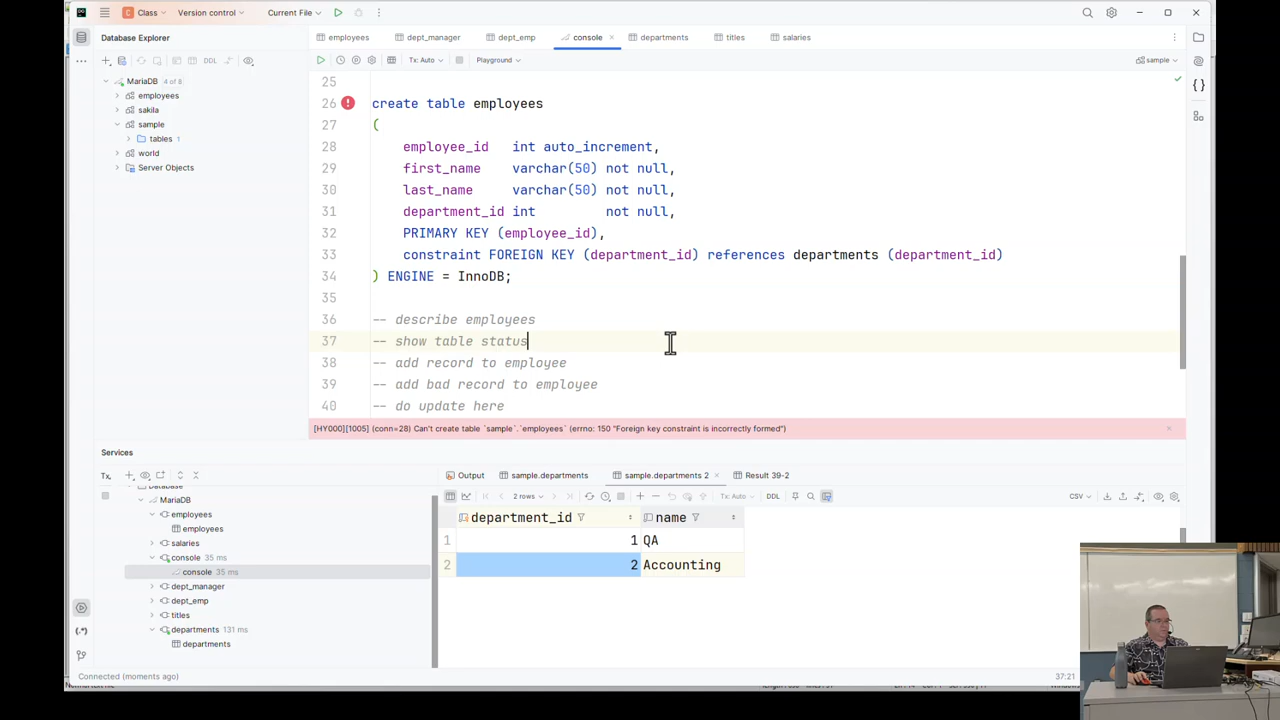 Class
Version control
Current File
Database Explorer
employees
dept_manager
dept_emp
console
departments
titles
salaries
DDL
Tx: Auto
Playground
sample
MariaDB 4 of 8
employees
sakila
sample
tables 1
world
Server Objects
25
26 create table employees
27 (
28 employee_id int auto_increment,
29 first_name varchar(50) not null,
30 last_name varchar(50) not null,
31 department_id int not null,
32 PRIMARY KEY (employee_id),
33 constraint FOREIGN KEY (department_id) references departments (department_id)
34 ) ENGINE = InnoDB;
35
36 -- describe employees
37 -- show table status
38 -- add record to employee
39 -- add bad record to employee
40 -- do update here
[HY000][1005] (conn=28) Can't create table `sample`.`employees` (errno: 150 "Foreign key constraint is incorrectly formed")
Services
Tx
Database
MariaDB
employees
employees
salaries
console 35 ms
console 35 ms
dept_manager
dept_emp
titles
departments 131 ms
departments
Output
sample.departments
sample.departments 2
Result 39-2
2 rows
Tx: Auto
DDL
CSV
department_id name
1 1 QA
2 2 Accounting
Connected (moments ago)
37:21